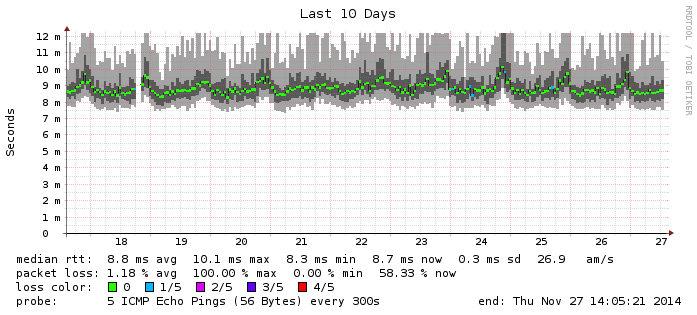 Last 10 Days
RRDTOOL / TOBI OETIKER
Seconds
12 m
11 m
10 m
9 m
8 m
7 m
6 m
5 m
4 m
3 m
2 m
1 m
0
18 19 20 21 22 23 24 25 26 27
median rtt: 8.8 ms avg 10.1 ms max 8.3 ms min 8.7 ms now 0.3 ms sd 26.9 am/s
packet loss: 1.18 % avg 100.00 % max 0.00 % min 58.33 % now
loss color: 0 1/5 2/5 3/5 4/5
probe: 5 ICMP Echo Pings (56 Bytes) every 300s end: Thu Nov 27 14:05:21 2014